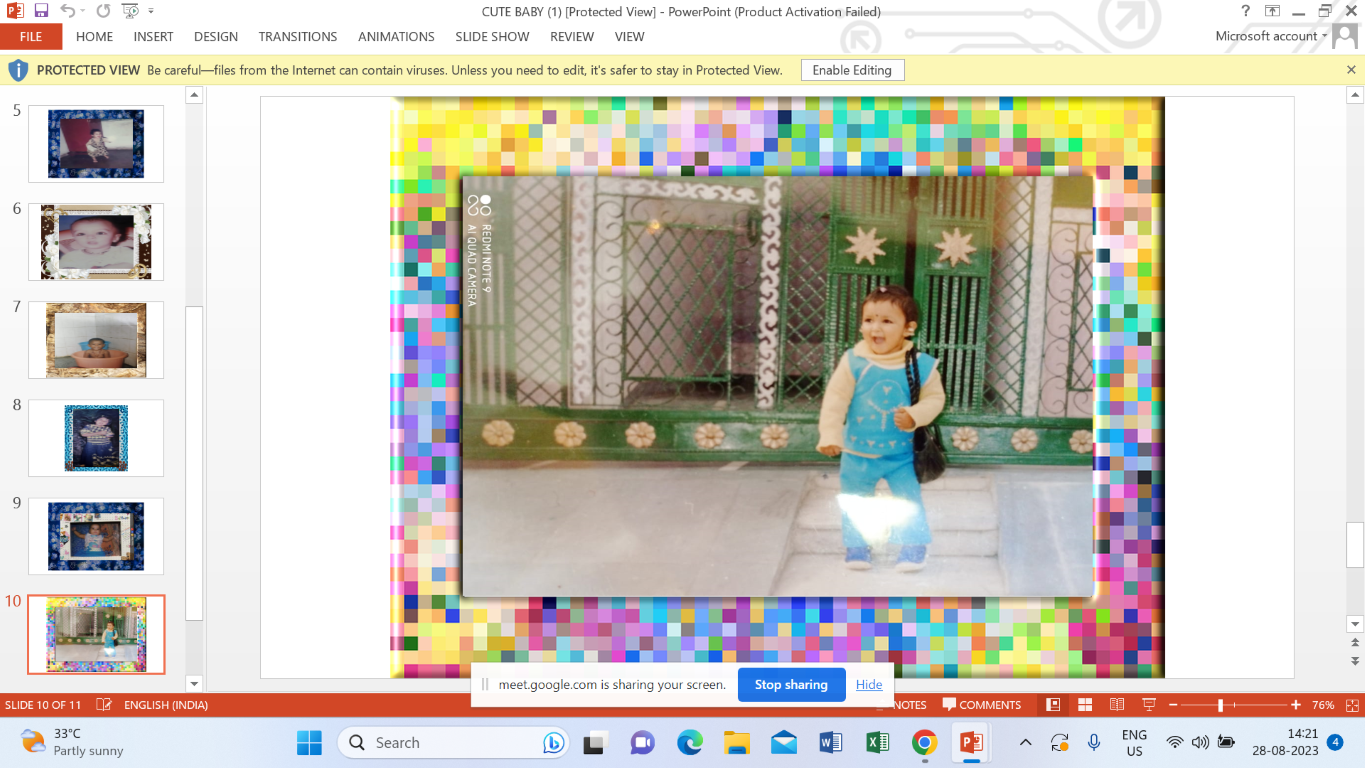 CUTE BABY (1) [Protected View] - PowerPoint (Product Activation Failed)
FILE HOME INSERT DESIGN TRANSITIONS ANIMATIONS SLIDE SHOW REVIEW VIEW Microsoft account
PROTECTED VIEW Be careful—files from the Internet can contain viruses. Unless you need to edit, it's safer to stay in Protected View. Enable Editing
5
6
7
8
9
10
REDMI NOTE 9
AI QUAD CAMERA
meet.google.com is sharing your screen. Stop sharing Hide
SLIDE 10 OF 11 ENGLISH (INDIA) NOTES COMMENTS 76%
33°C
Partly sunny
Search
ENG
US
14:21
28-08-2023
4